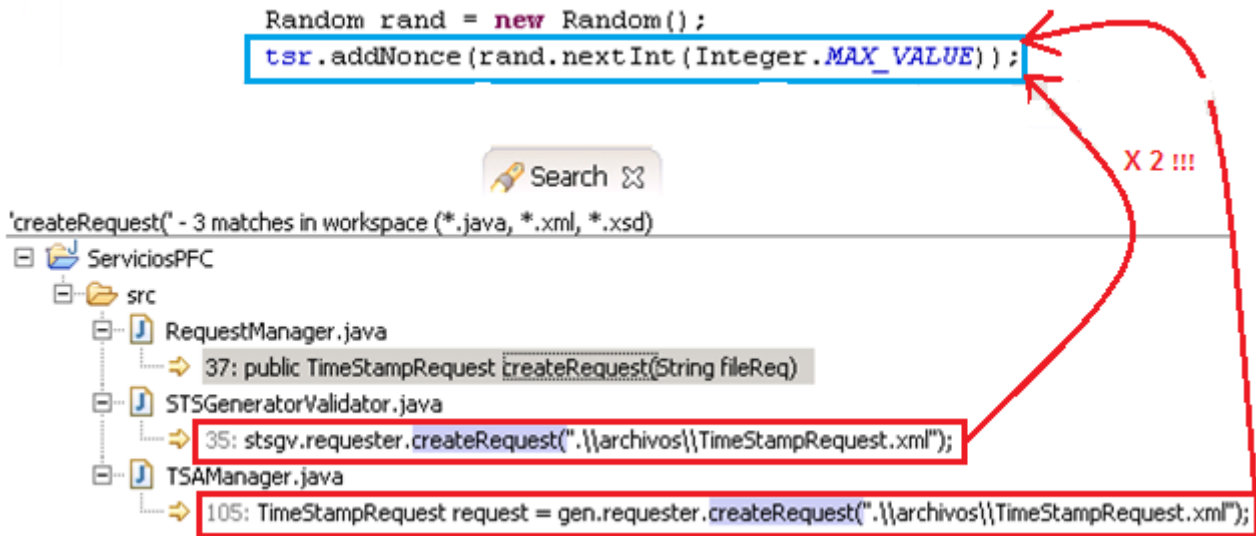 Random rand = new Random();
tsr.addNonce(rand.nextInt(Integer.MAX_VALUE));
X 2 !!!
Search
'createRequest(' - 3 matches in workspace (*.java, *.xml, *.xsd)
ServiciosPFC
src
RequestManager.java
37: public TimeStampRequest createRequest(String fileReq)
STSGeneratorValidator.java
35: stsgv.requester.createRequest(".\\archivos\\TimeStampRequest.xml");
TSAManager.java
105: TimeStampRequest request = gen.requester.createRequest(".\\archivos\\TimeStampRequest.xml");